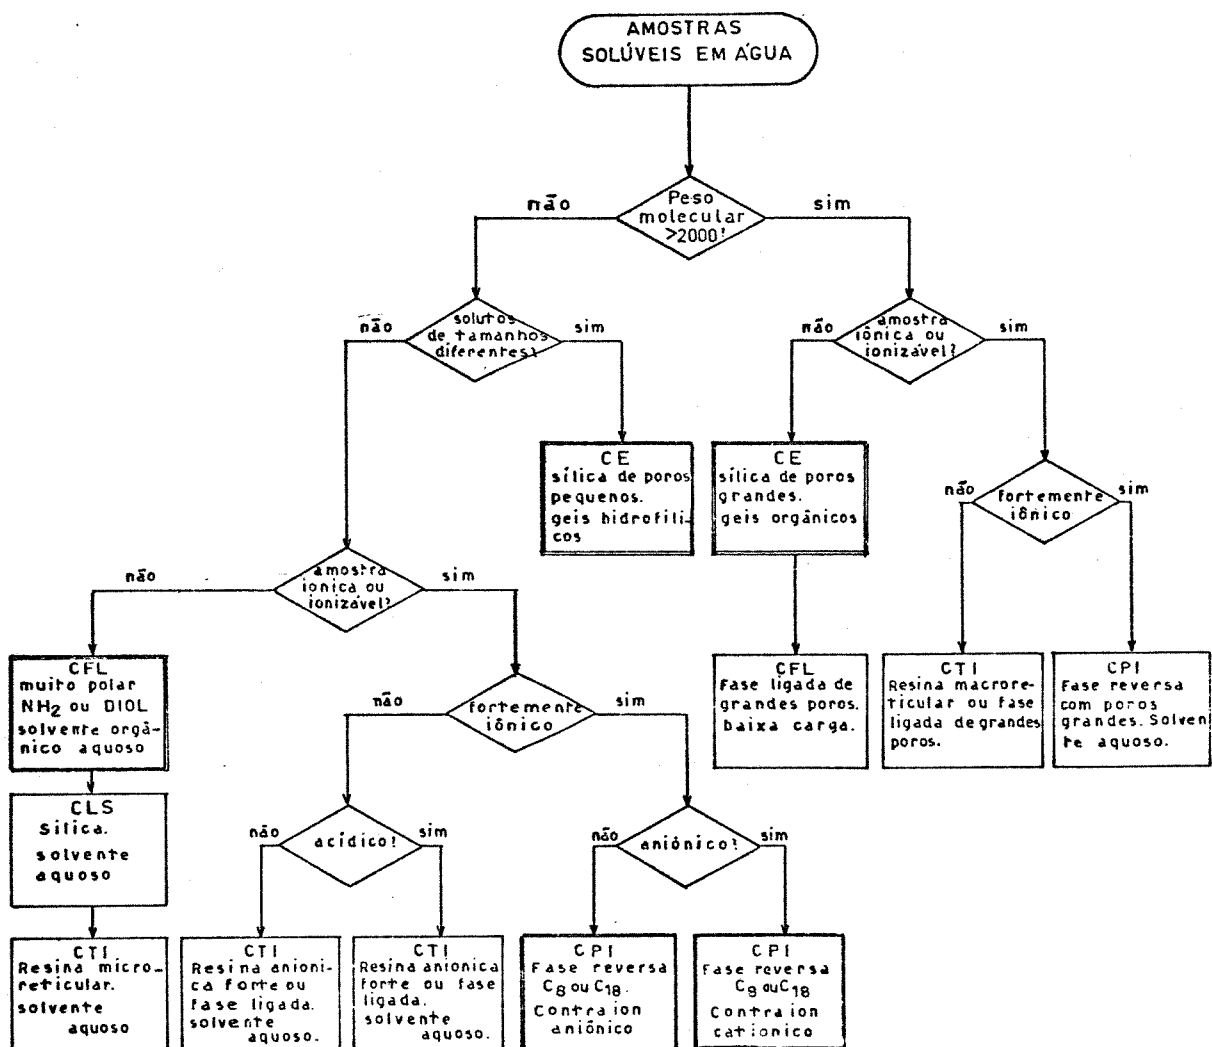 AMOSTRAS
SOLÚVEIS EM ÁGUA
Peso
molecular
>2000?
não
sim
solutos
de tamanhos
diferentes?
não
sim
amostra
iônica ou
ionizável?
não
sim
CE
sílica de poros
pequenos.
geis hidrofíli-
cos
CE
sílica de poros
grandes.
geis orgânicos
fortemente
iônico
não
sim
amostra
ionica ou
ionizável?
não
sim
CFL
muito polar
NH2 ou DIOL
solvente orgâ-
nico aquoso
fortemente
iônico
não
sim
CFL
Fase ligada de
grandes poros.
baixa carga.
CTI
Resina macrore-
ticular ou fase
ligada de grandes
poros.
CPI
Fase reversa
com poros
grandes. Solven
te aquoso.
CLS
Sílica.
solvente
aquoso
acídico?
não
sim
aniônico?
não
sim
CTI
Resina micro-
reticular.
solvente
aquoso
CTI
Resina anioni-
ca forte ou
fase ligada.
solvente
aquoso.
CTI
Resina anionica
forte ou fase
ligada.
solvente
aquoso.
CPI
Fase reversa
C8 ou C18.
Contra ion
aniônico
CPI
Fase reversa
C9 ou C18
Contra ion
cationico